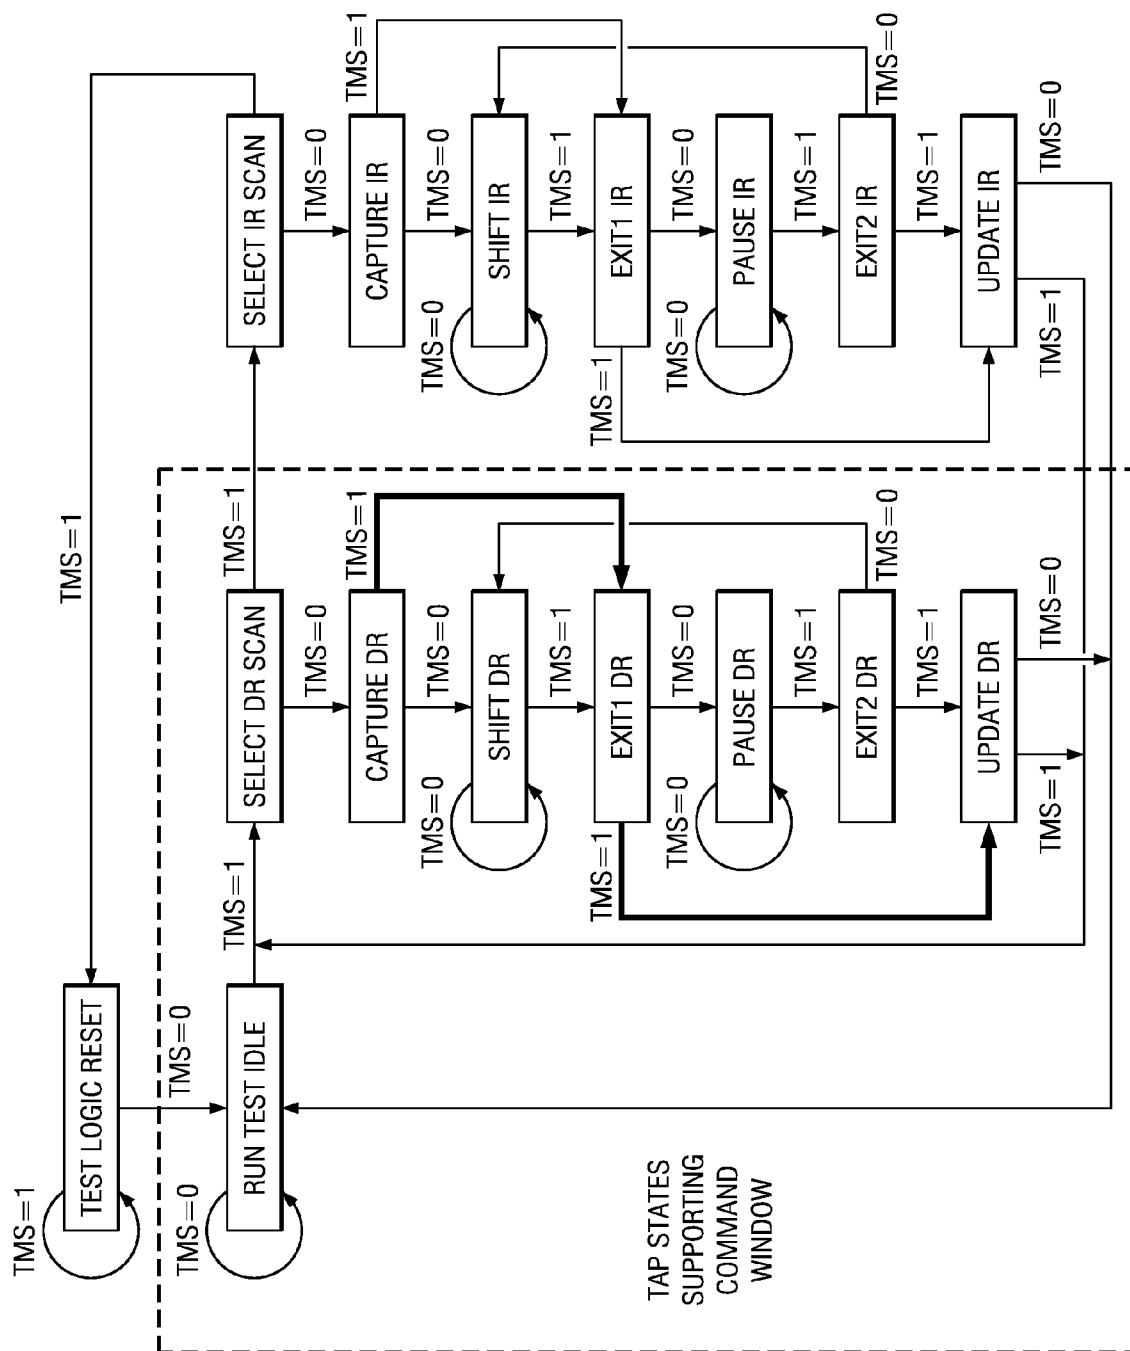 TMS=1
TEST LOGIC RESET
TMS=1
TMS=0
TMS=0
RUN TEST IDLE
TMS=1
SELECT DR SCAN
TMS=1
SELECT IR SCAN
TMS=0
TMS=0
CAPTURE DR
TMS=1
CAPTURE IR
TMS=1
TMS=0
TMS=0
TMS=0
SHIFT DR
TMS=0
SHIFT IR
TMS=1
TMS=1
TMS=1
EXIT1 DR
TMS=1
EXIT1 IR
TMS=0
TMS=0
TMS=0
PAUSE DR
TMS=0
PAUSE IR
TMS=1
TMS=1
EXIT2 DR
TMS=0
EXIT2 IR
TMS=0
TMS=1
TMS=1
UPDATE DR
UPDATE IR
TMS=1
TMS=0
TMS=1
TMS=0
TAP STATES
SUPPORTING
COMMAND
WINDOW